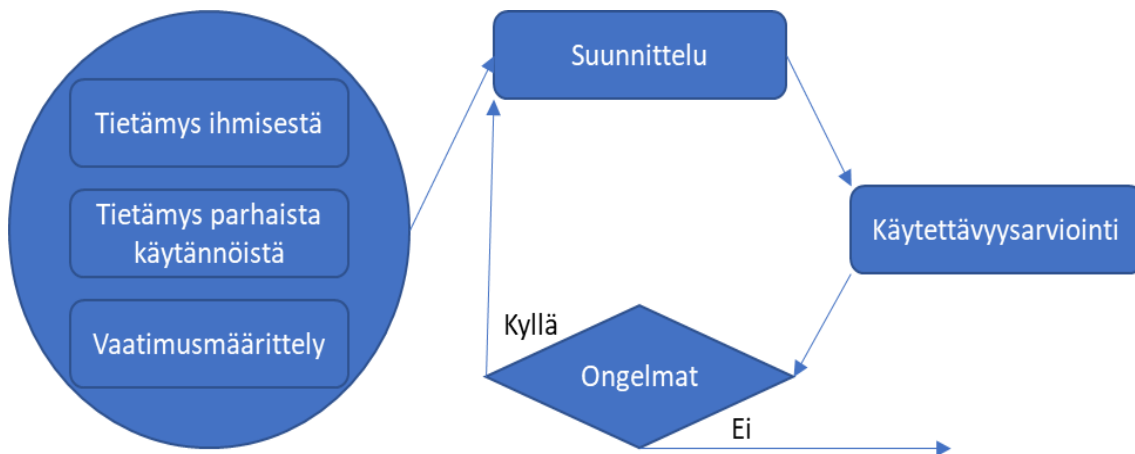 Tietämys ihmisestä
Tietämys parhaista
käytännöistä
Vaatimusmäärittely
Suunnittelu
Käytettävyysarviointi
Ongelmat
Kyllä
Ei